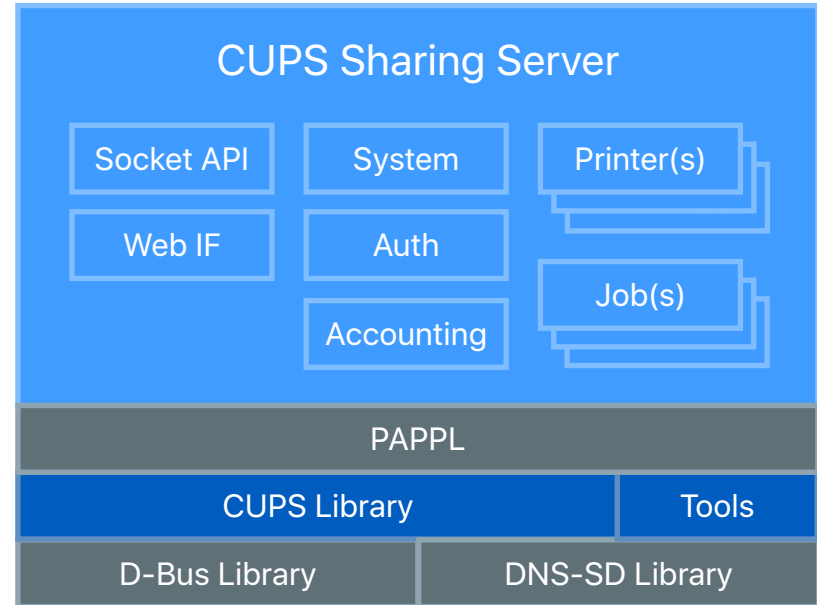 CUPS Sharing Server
Socket API
System
Printer(s)
Web IF
Auth
Job(s)
Accounting
PAPPL
CUPS Library
Tools
D-Bus Library
DNS-SD Library